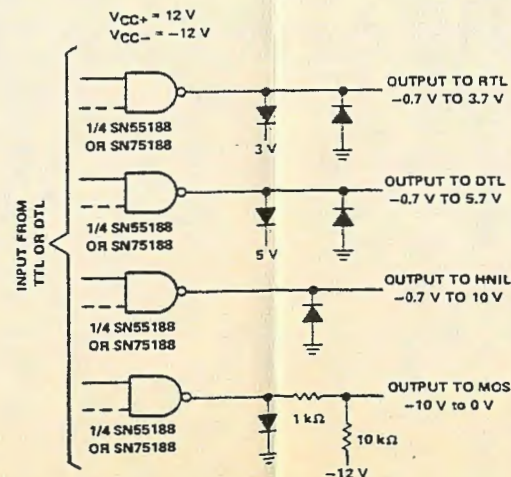 VCC+ = 12 V
VCC− = −12 V
INPUT FROM
TTL OR DTL
1/4 SN55188
OR SN75188
3 V
OUTPUT TO RTL
−0.7 V TO 3.7 V
1/4 SN55188
OR SN75188
5 V
OUTPUT TO DTL
−0.7 V TO 5.7 V
1/4 SN55188
OR SN75188
OUTPUT TO HNIL
−0.7 V TO 10 V
1/4 SN55188
OR SN75188
1 kΩ
10 kΩ
−12 V
OUTPUT TO MOS
−10 V to 0 V